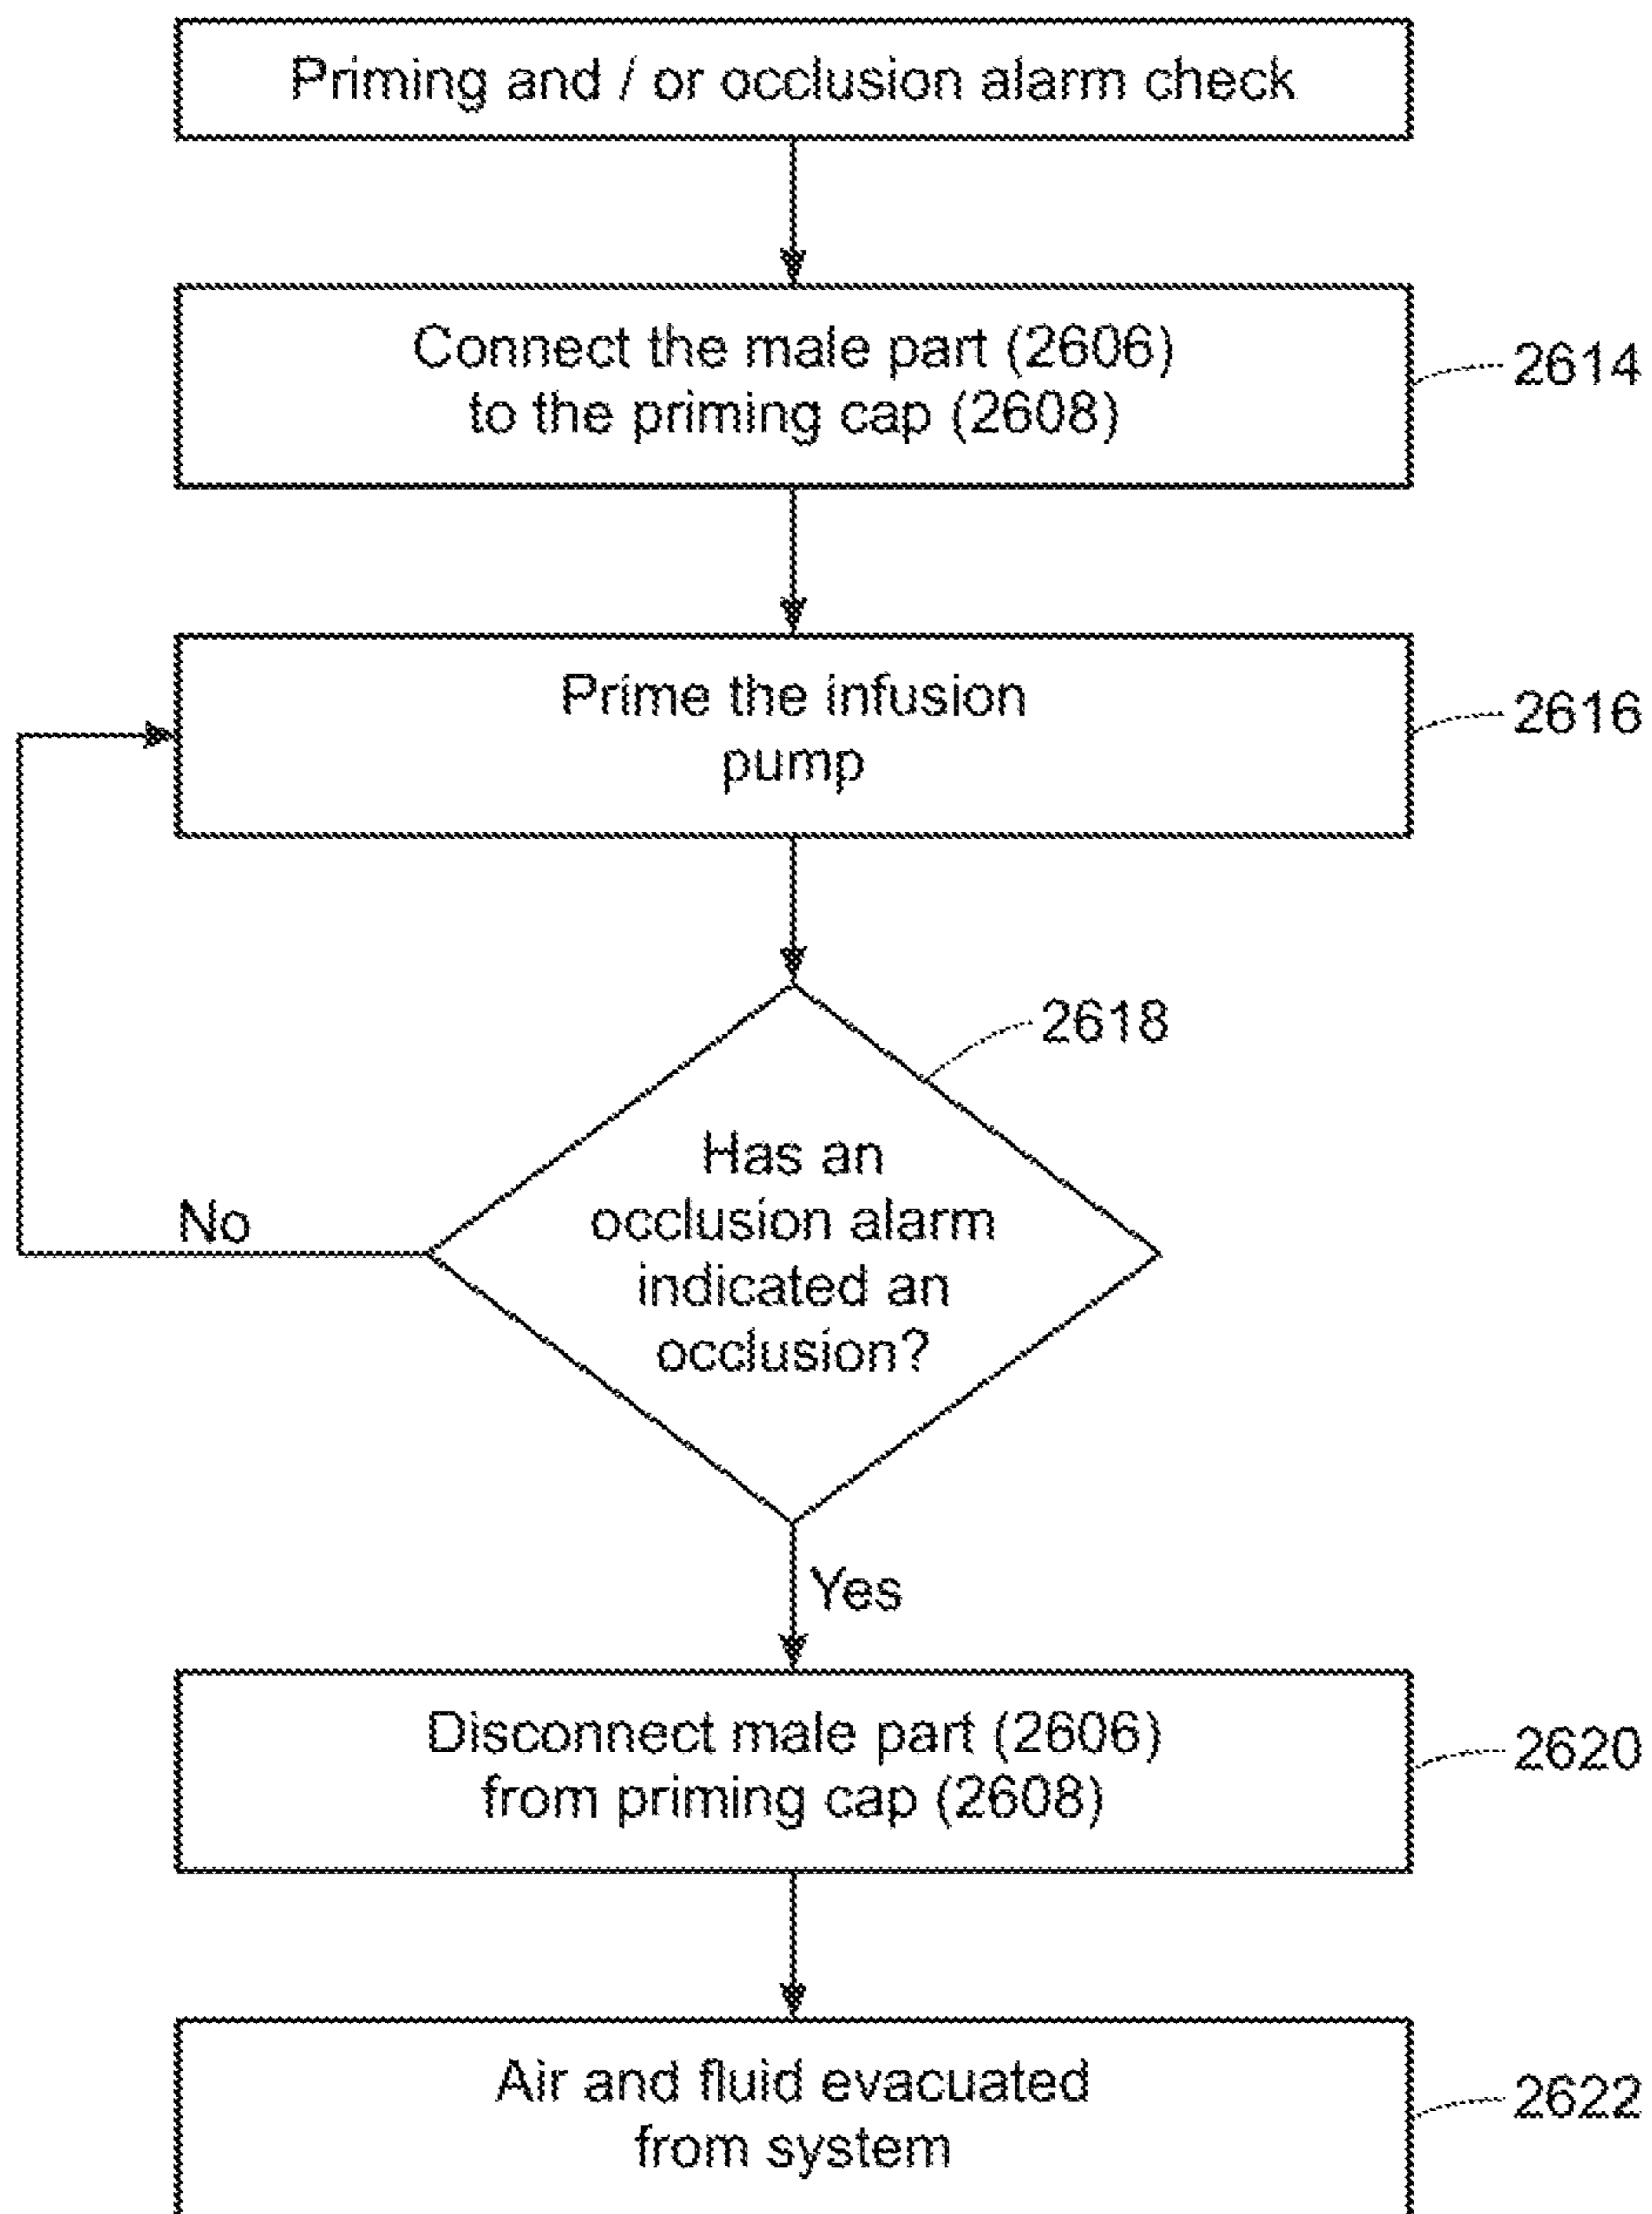 Priming and / or occlusion alarm check
Connect the male part (2606)
to the priming cap (2608)
2614
Prime the infusion
pump
2616
2618
Has an
occlusion alarm
indicated an
occlusion?
No
Yes
Disconnect male part (2606)
from priming cap (2608)
2620
Air and fluid evacuated
from system
2622